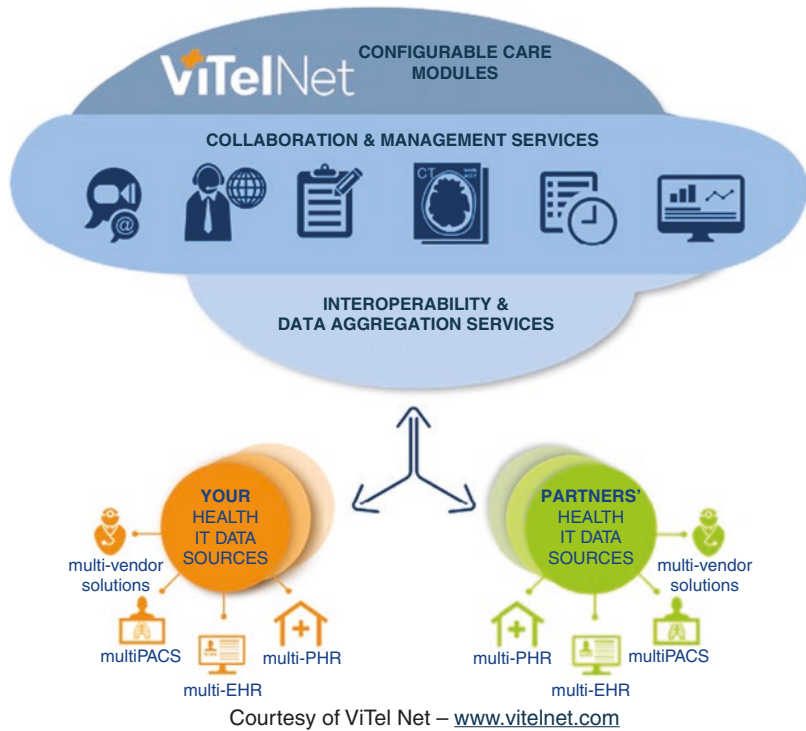 ViTelNet
CONFIGURABLE CARE
MODULES
COLLABORATION & MANAGEMENT SERVICES
@
CT
INTEROPERABILITY &
DATA AGGREGATION SERVICES
YOUR
HEALTH
IT DATA
SOURCES
multi-vendor
solutions
multiPACS
multi-EHR
multi-PHR
PARTNERS’
HEALTH
IT DATA
SOURCES
multi-vendor
solutions
multiPACS
multi-EHR
multi-PHR
Courtesy of ViTel Net – www.vitelnet.com